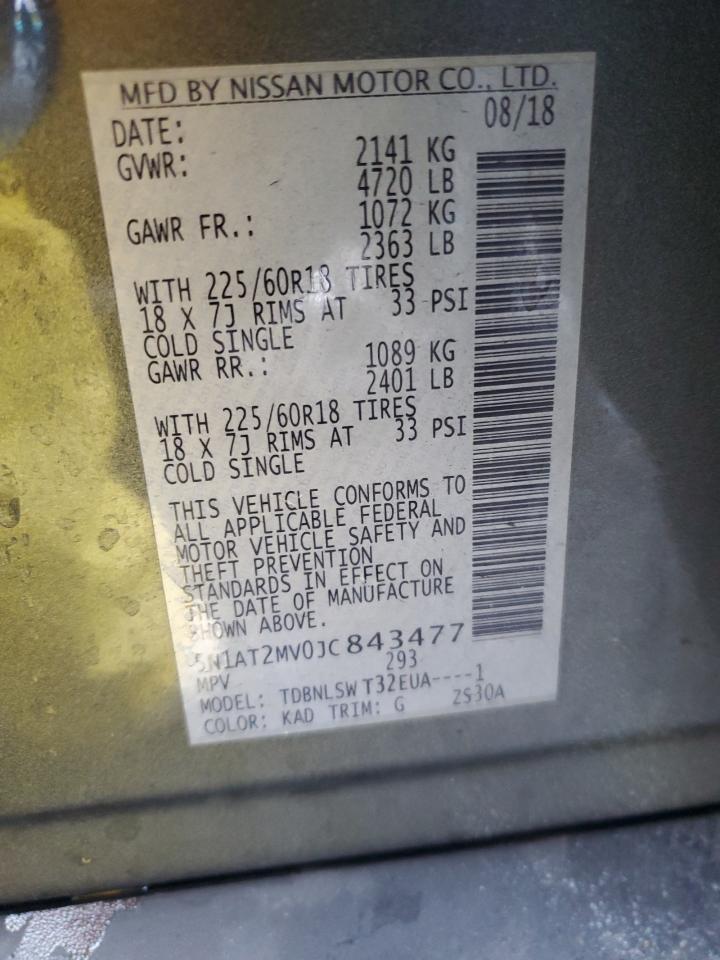 MFD BY NISSAN MOTOR CO., LTD.
DATE: 08/18
GVWR: 2141 KG
4720 LB
GAWR FR.: 1072 KG
2363 LB
WITH 225/60R18 TIRES
18 X 7J RIMS AT 33 PSI
COLD SINGLE
GAWR RR.: 1089 KG
2401 LB
WITH 225/60R18 TIRES
18 X 7J RIMS AT 33 PSI
COLD SINGLE
THIS VEHICLE CONFORMS TO
ALL APPLICABLE FEDERAL
MOTOR VEHICLE SAFETY AND
THEFT PREVENTION
STANDARDS IN EFFECT ON
THE DATE OF MANUFACTURE
SHOWN ABOVE.
5N1AT2MV0JC843477
MPV 293
MODEL: TDBNLSWT32EUA----1
COLOR: KAD TRIM: G 2S30A